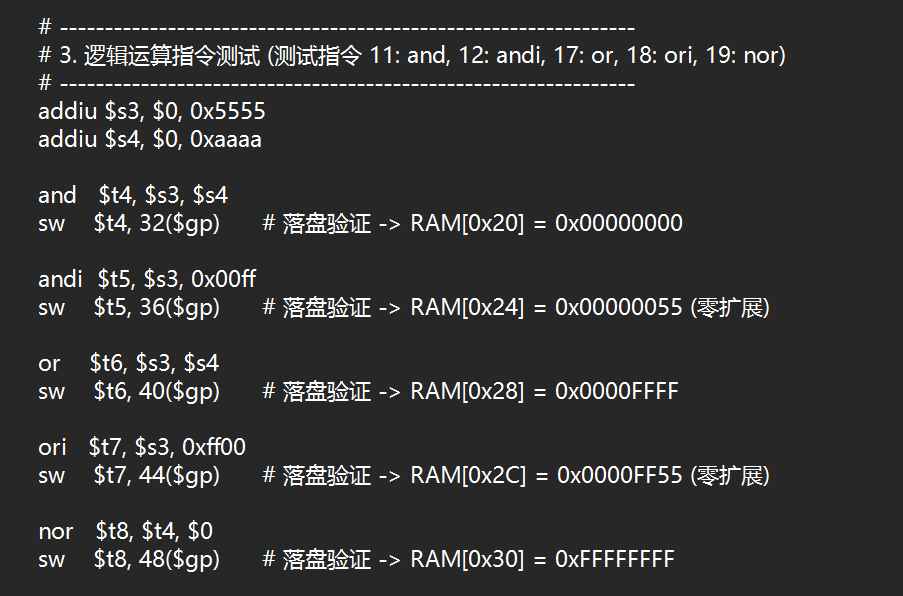 # ----------------------------------------------------------------
# 3. 逻辑运算指令测试 (测试指令 11: and, 12: andi, 17: or, 18: ori, 19: nor)
# ----------------------------------------------------------------
addiu $s3, $0, 0x5555
addiu $s4, $0, 0xaaaa
and $t4, $s3, $s4
sw $t4, 32($gp) # 落盘验证 -> RAM[0x20] = 0x00000000
andi $t5, $s3, 0x00ff
sw $t5, 36($gp) # 落盘验证 -> RAM[0x24] = 0x00000055 (零扩展)
or $t6, $s3, $s4
sw $t6, 40($gp) # 落盘验证 -> RAM[0x28] = 0x0000FFFF
ori $t7, $s3, 0xff00
sw $t7, 44($gp) # 落盘验证 -> RAM[0x2C] = 0x0000FF55 (零扩展)
nor $t8, $t4, $0
sw $t8, 48($gp) # 落盘验证 -> RAM[0x30] = 0xFFFFFFFF